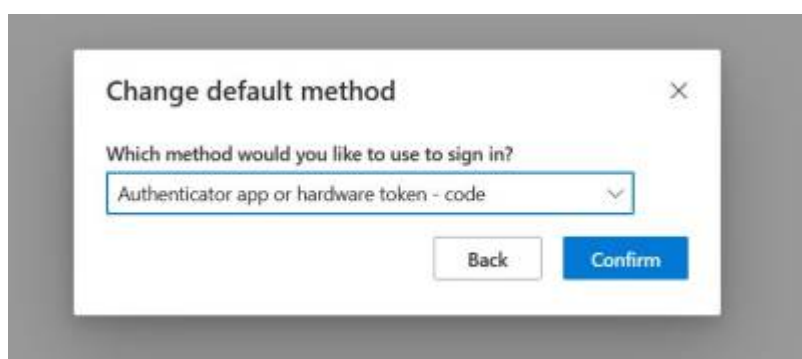 Change default method
Which method would you like to use to sign in?
Authenticator app or hardware token - code
Back
Confirm